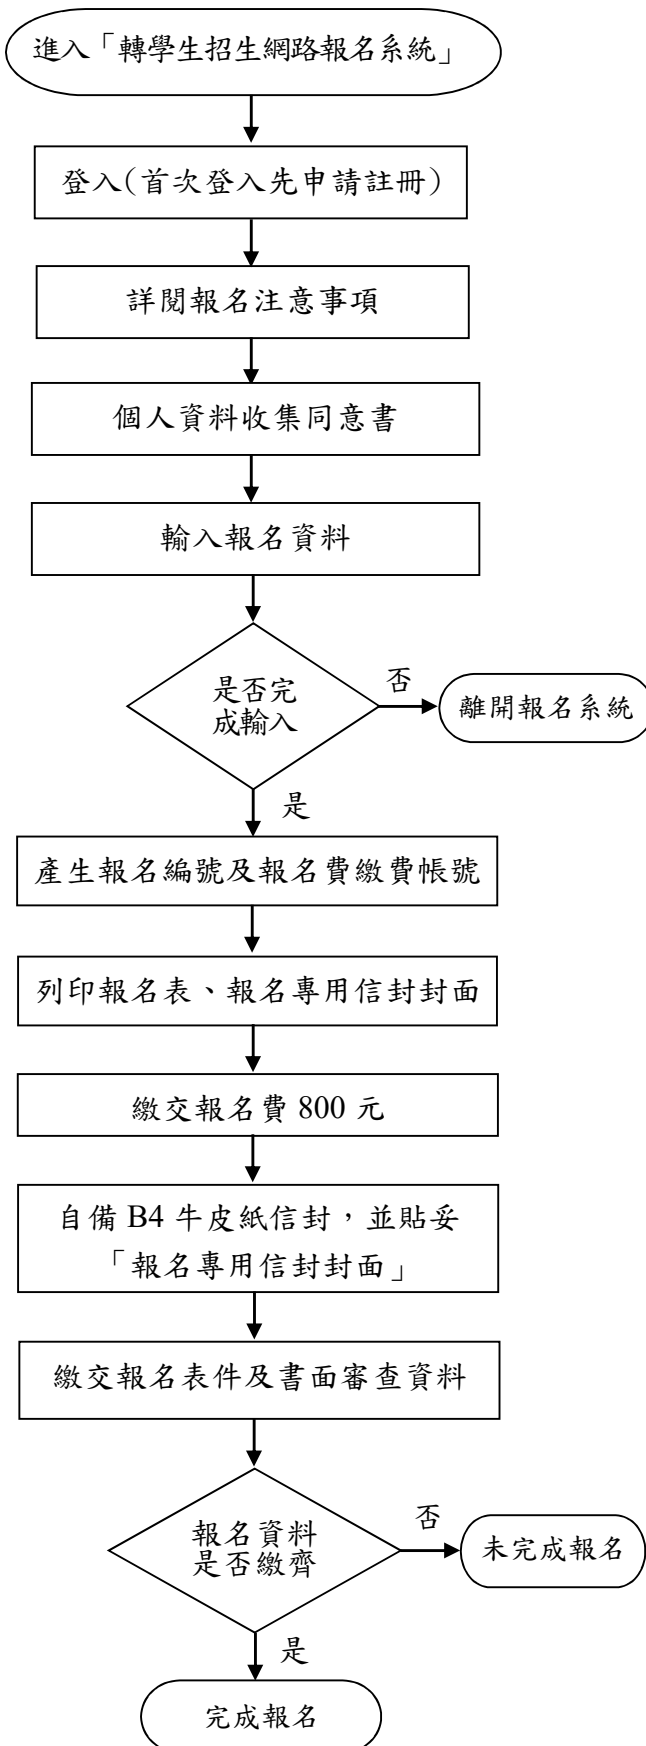 進入「轉學生招生網路報名系統」
登入(首次登入先申請註冊)
詳閱報名注意事項
個人資料收集同意書
輸入報名資料
是否完
成輸入
否
離開報名系統
是
產生報名編號及報名費繳費帳號
列印報名表、報名專用信封封面
繳交報名費 800 元
自備 B4 牛皮紙信封，並貼妥
「報名專用信封封面」
繳交報名表件及書面審查資料
報名資料
是否繳齊
否
未完成報名
是
完成報名